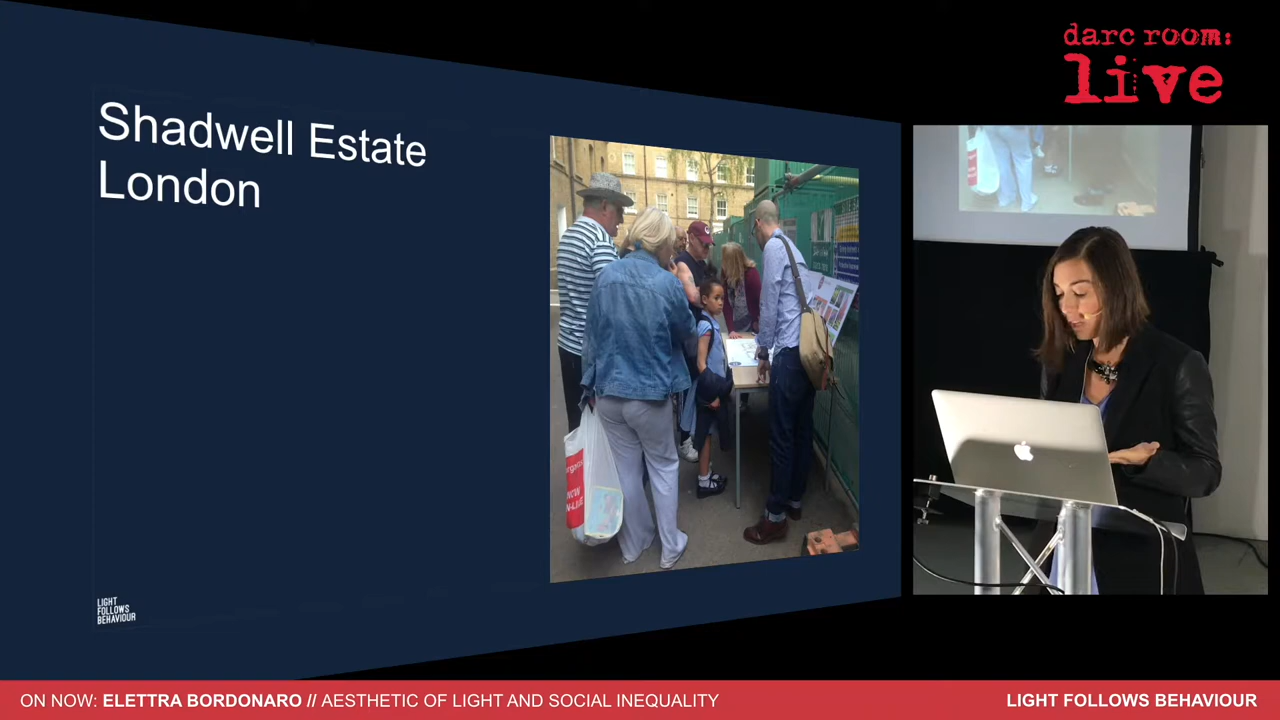 darc room:
live
Shadwell Estate
London
NOW
LIGHT
FOLLOWS
BEHAVIOUR
ON NOW: ELETTRA BORDONARO // AESTHETIC OF LIGHT AND SOCIAL INEQUALITY
LIGHT FOLLOWS BEHAVIOUR